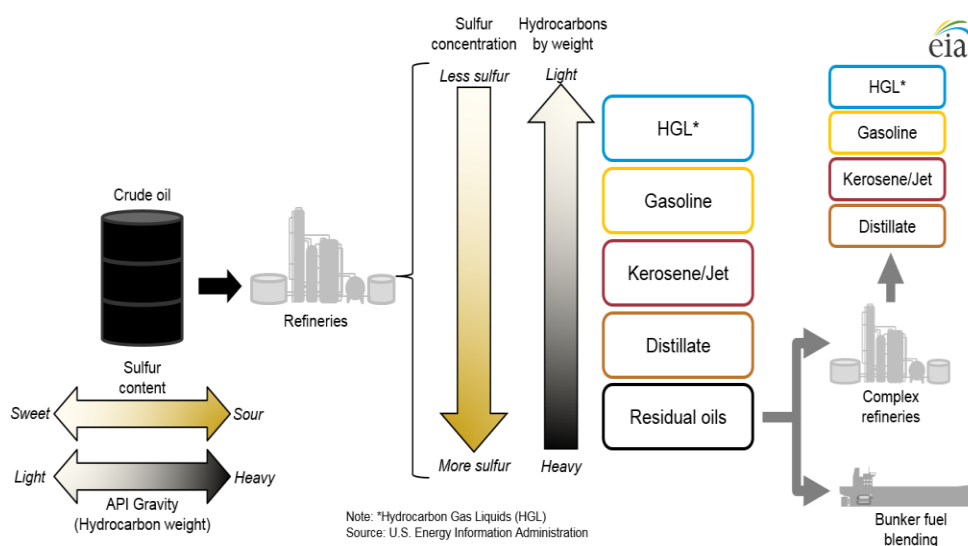 Sulfur
concentration
Less sulfur
Hydrocarbons
by weight
Light
eia
Crude oil
Refineries
Sulfur
content
Sweet
Sour
Light
Heavy
API Gravity
(Hydrocarbon weight)
More sulfur
Heavy
HGL*
Gasoline
Kerosene/Jet
Distillate
Residual oils
HGL*
Gasoline
Kerosene/Jet
Distillate
Complex
refineries
Bunker fuel
blending
Note: *Hydrocarbon Gas Liquids (HGL)
Source: U.S. Energy Information Administration